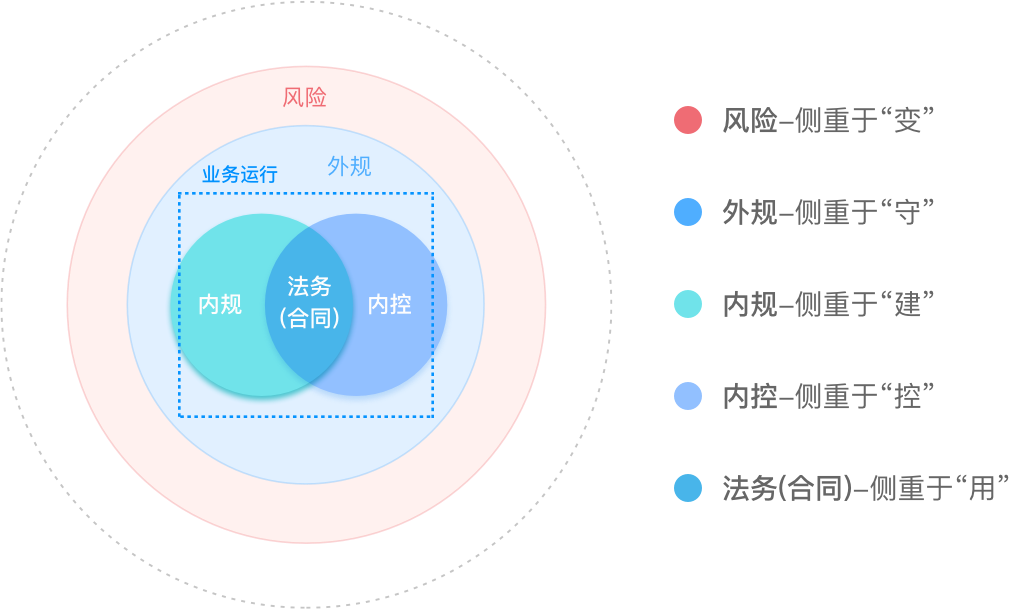 风险
业务运行
外规
内规
法务
(合同)
内控
风险–侧重于“变”
外规–侧重于“守”
内规–侧重于“建”
内控–侧重于“控”
法务(合同)–侧重于“用”